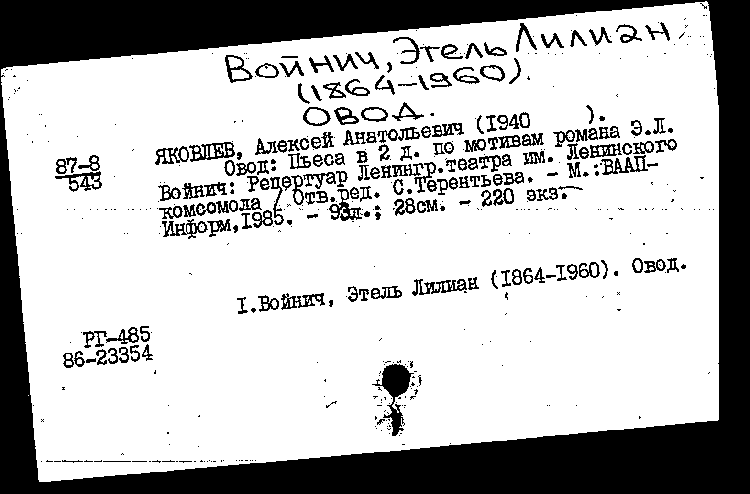 Войнич, Этель Лилиан
(1864-1960).
ОВОД.
87-8
543
ЯКОВЛЕВ, Алексей Анатольевич (1940 ).
Овод: Пьеса в 2 д. по мотивам романа Э.Л.
Войнич: Репертуар Ленингр.театра им. Ленинского
комсомола / Отв.ред. С.Терентьева. - М.:ВААП-
Информ,1985. - 93л.; 28см. - 220 экз.
I.Войнич, Этель Лилиан (1864-1960). Овод.
РГ-485
86-23354